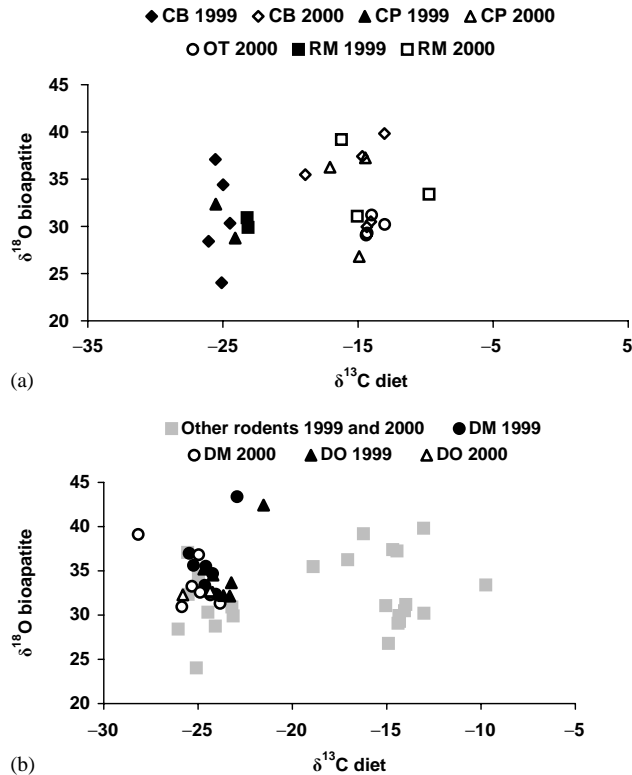 ◆ CB 1999 ◇ CB 2000 ▲ CP 1999 △ CP 2000
○ OT 2000 ■ RM 1999 □ RM 2000
45
40
35
30
25
20
δ18O bioapatite
−35 −25 −15 −5 5
(a)
δ13C diet
Other rodents 1999 and 2000 ● DM 1999
○ DM 2000 ▲ DO 1999 △ DO 2000
45
40
35
30
25
20
δ18O bioapatite
−30 −25 −20 −15 −10 −5
(b)
δ13C diet